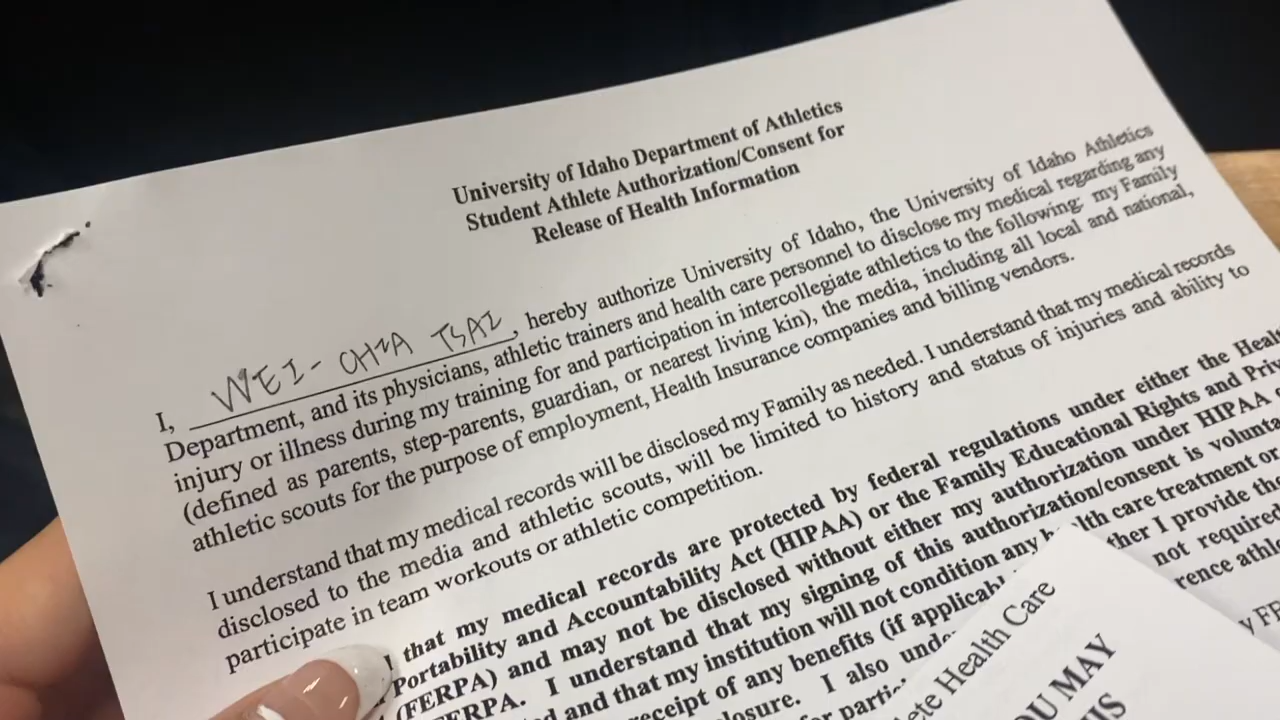 University of Idaho Department of Athletics
Student Athlete Authorization/Consent for
Release of Health Information
I, WEI-CHIA TSAI, hereby authorize University of Idaho, the University of Idaho Athletics
Department, and its physicians, athletic trainers and health care personnel to disclose my medical regarding any
injury or illness during my training for and participation in intercollegiate athletics to the following: my Family
(defined as parents, step-parents, guardian, or nearest living kin), the media, including all local and national,
athletic scouts for the purpose of employment, Health Insurance companies and billing vendors.
I understand that my medical records will be disclosed my Family as needed. I understand that my medical records
disclosed to the media and athletic scouts, will be limited to history and status of injuries and ability to
participate in team workouts or athletic competition.
that my medical records are protected by federal regulations under either the
Portability and Accountability Act (HIPAA) or the Family Educational Rights and
(FERPA) and may not be disclosed without either my authorization under HIPAA
FERPA. I understand that my signing of this authorization/consent is
and that my institution will not condition any health care treatment or
receipt of any benefits (if I provide
I also not required
ete Health Care
OU MAY